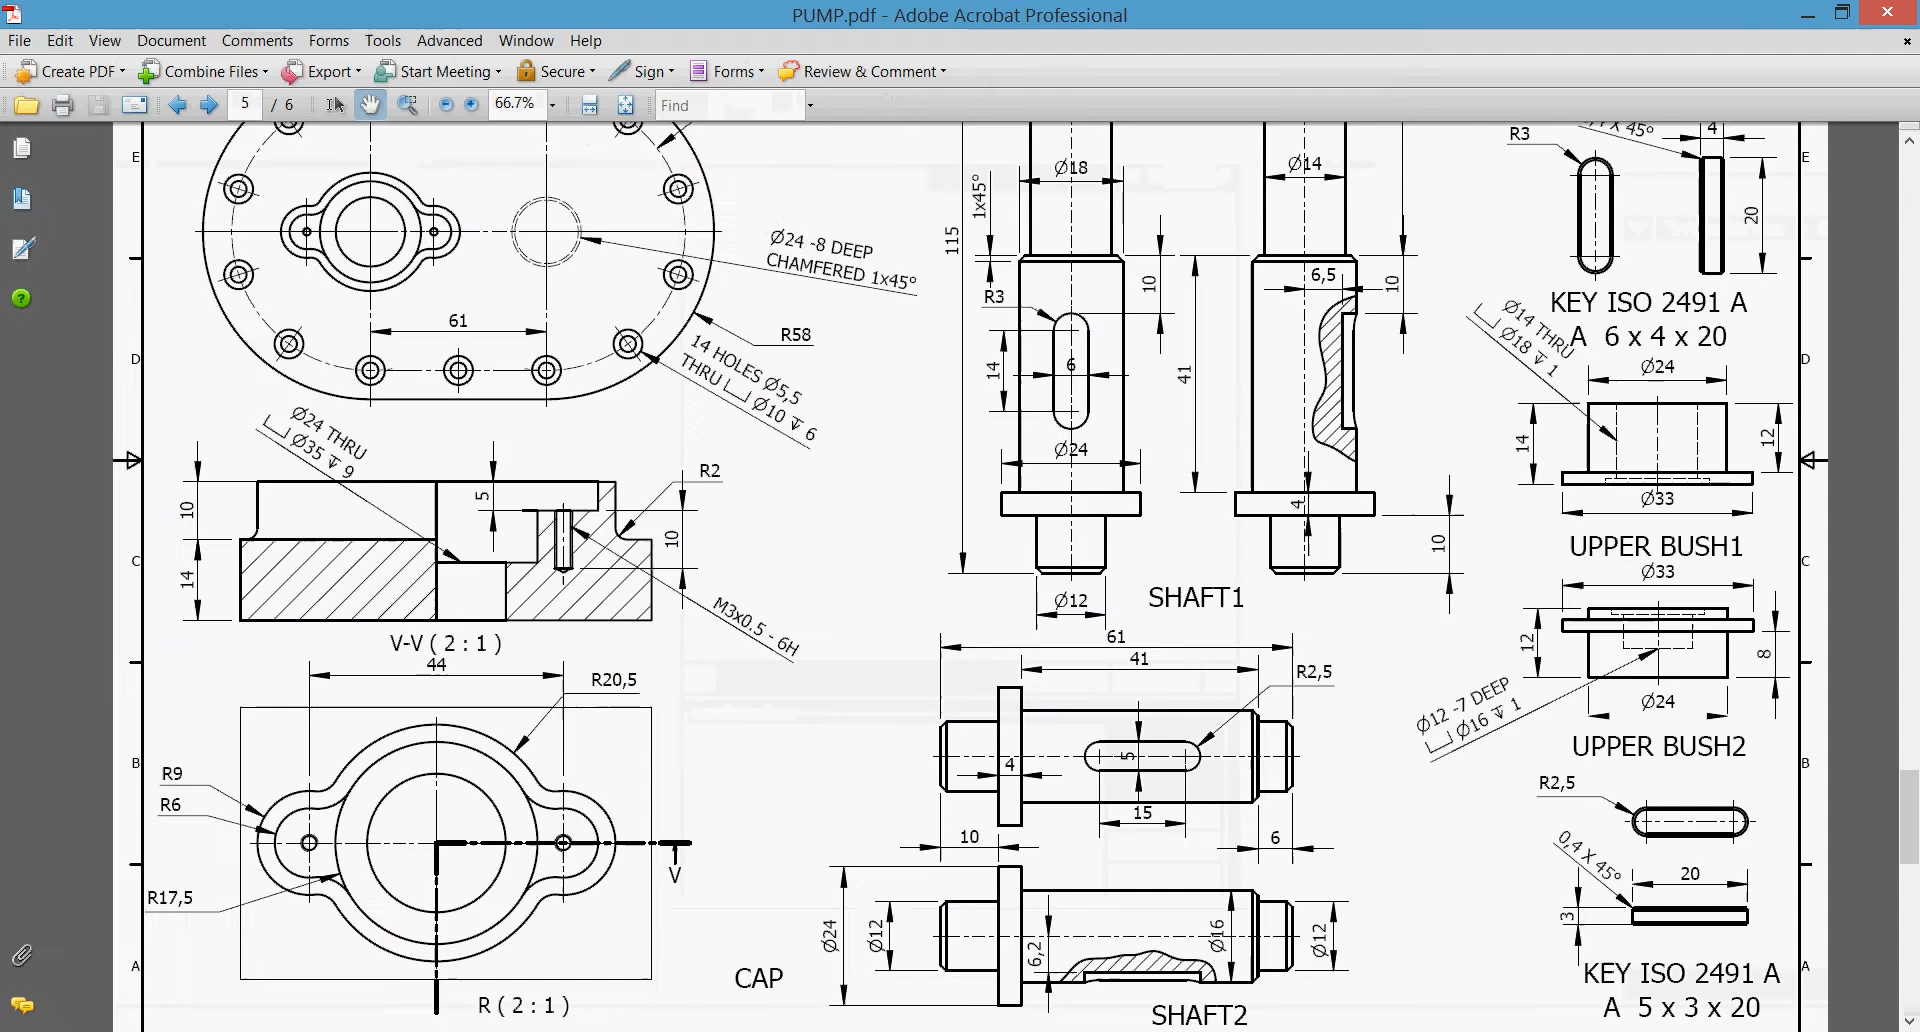 PUMP.pdf - Adobe Acrobat Professional
File Edit View Document Comments Forms Tools Advanced Window Help
Create PDF Combine Files Export Start Meeting Secure Sign Forms Review & Comment
5 / 6 66.7% Find
E
D
C
B
A
Ø24 -8 DEEP
CHAMFERED 1x45°
61
R58
14 HOLES Ø5,5
THRU ⌴ Ø10 ↧ 6
Ø24 THRU
⌴ Ø35 ↧ 9
5
R2
10
14
10
M3x0.5 - 6H
V-V ( 2 : 1 )
44
R20,5
R9
R6
R17,5
V
R ( 2 : 1 )
CAP
Ø18
1x45°
115
R3
14
6
10
Ø24
Ø12
Ø14
6,5
10
41
4
10
SHAFT1
61
41
R2,5
4
5
15
10
6
Ø24
Ø12
6,2
Ø16
Ø12
SHAFT2
X 45°
4
R3
20
KEY ISO 2491 A
A 6 x 4 x 20
Ø14 THRU
⌴ Ø18 ↧ 1
Ø24
14
12
Ø33
UPPER BUSH1
Ø33
12
8
Ø12 -7 DEEP
⌴ Ø16 ↧ 1
Ø24
UPPER BUSH2
R2,5
0,4 X 45°
20
3
KEY ISO 2491 A
A 5 x 3 x 20
E
D
C
B
A